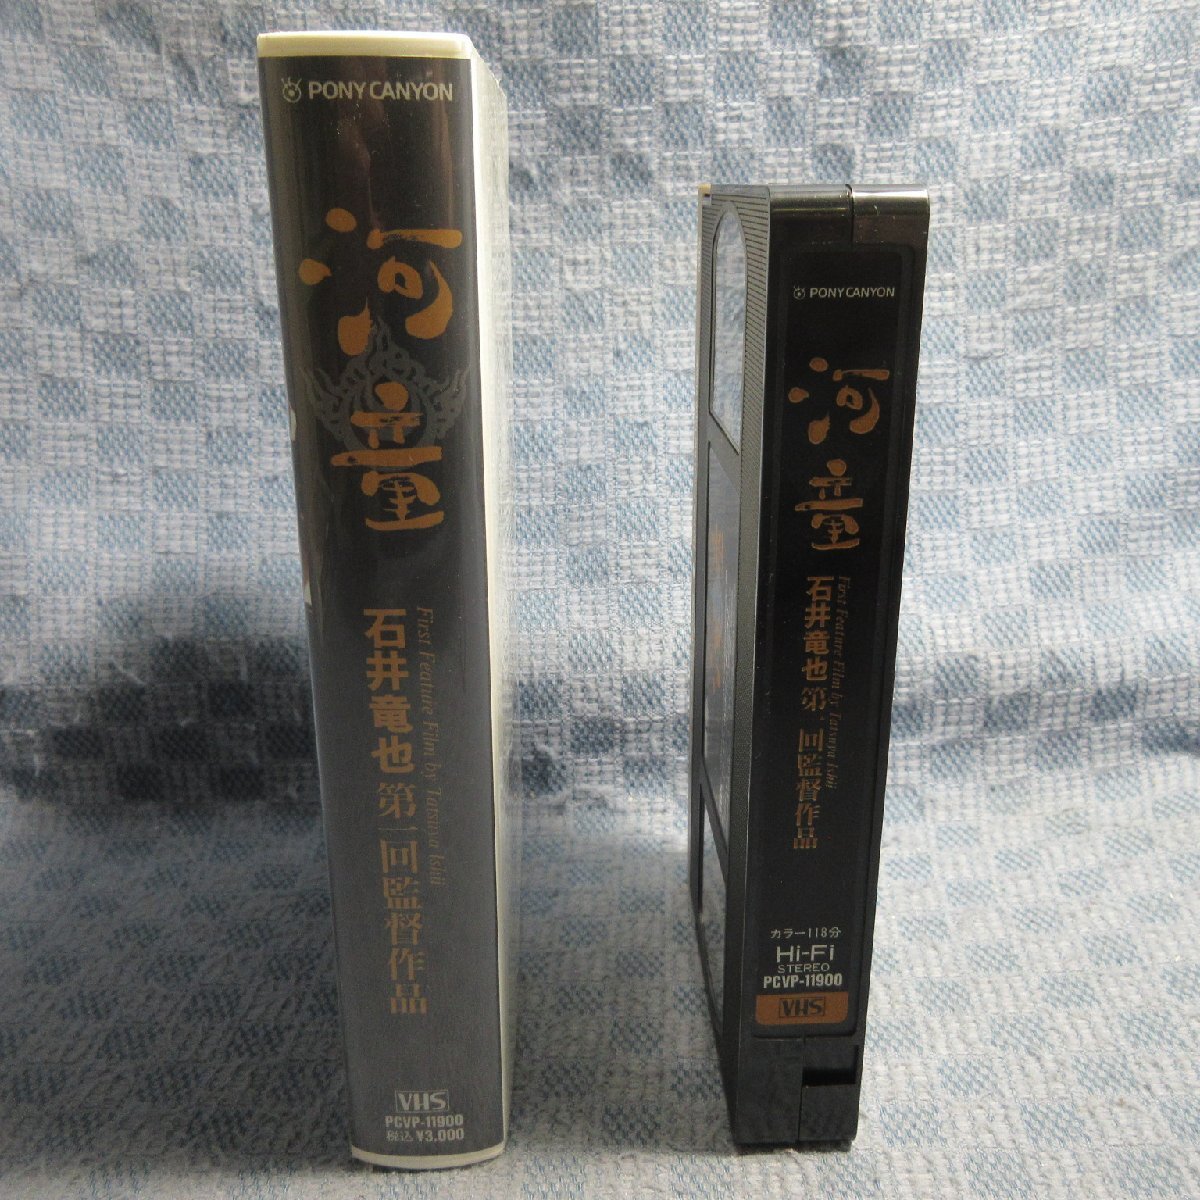 PONY CANYON
河童
First Feature Film by Tatsuya Ishii
石井竜也 第一回監督作品
VHS
PCVP-11900
税込¥3,000
PONY CANYON
河童
First Feature Film by Tatsuya Ishii
石井竜也 第一回監督作品
カラー118分
Hi-Fi
STEREO
PCVP-11900
VHS